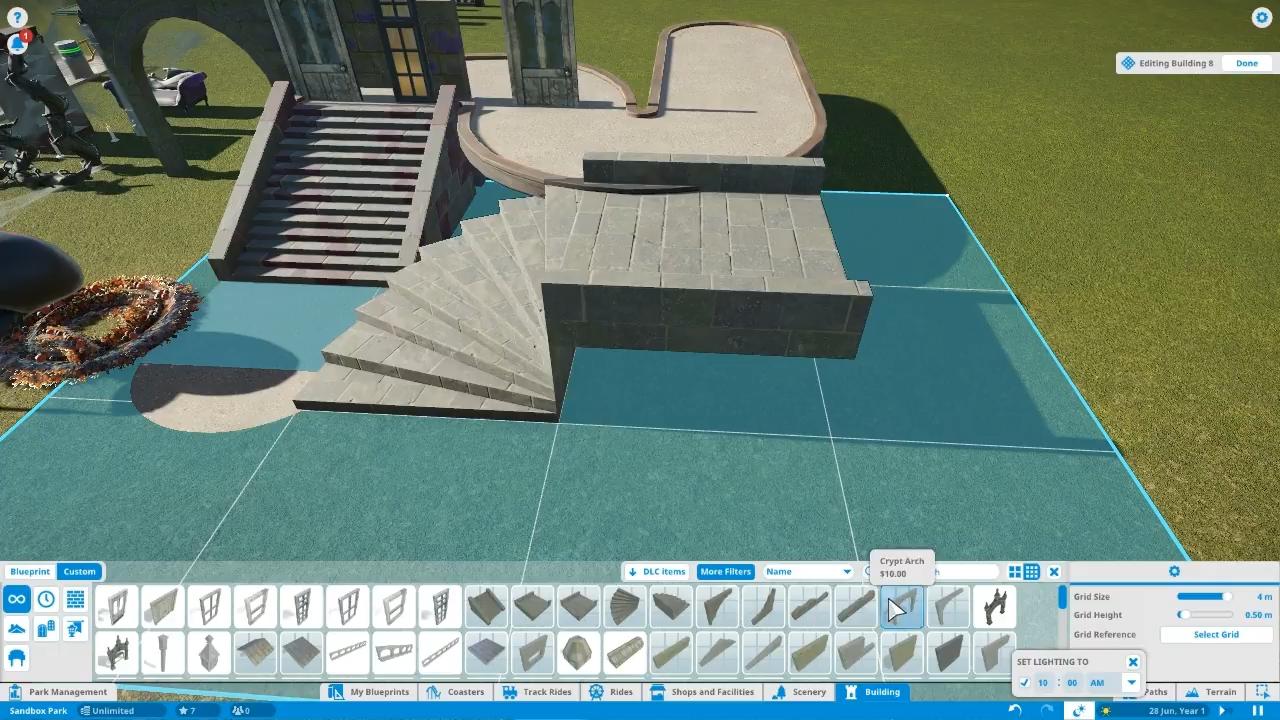 ?
1
Editing Building 8 Done
Crypt Arch
$10.00
Blueprint Custom DLC items More Filters Name
Grid Size 4 m
Grid Height 0.50 m
Grid Reference Select Grid
SET LIGHTING TO
10 : 00 AM
Park Management My Blueprints Coasters Track Rides Rides Shops and Facilities Scenery Building Paths Terrain
Sandbox Park Unlimited 7 0 28 Jun, Year 1